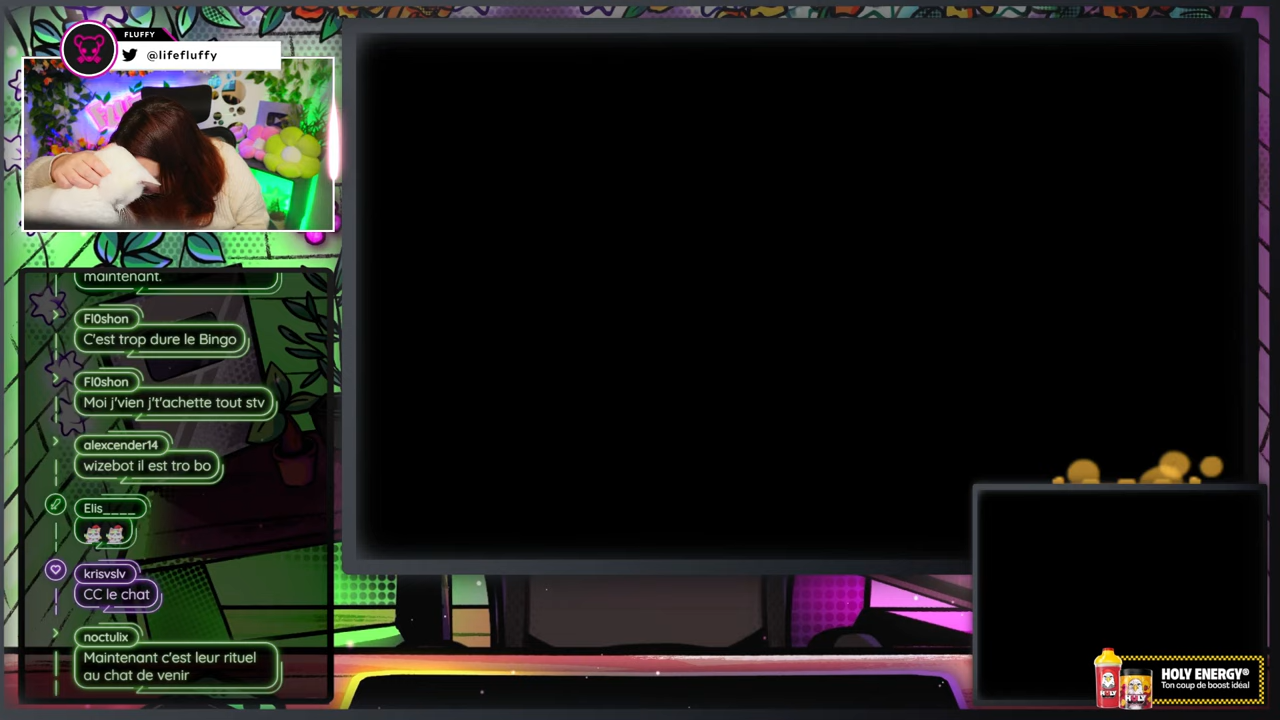 FLUFFY
@lifefluffy
maintenant.
Fl0shon
C'est trop dure le Bingo
Fl0shon
Moi j'vien j't'achette tout stv
alexcender14
wizebot il est tro bo
Elis____
krisvslv
CC le chat
noctulix
Maintenant c'est leur rituel
au chat de venir
HOLY ENERGY®
Ton coup de boost idéal